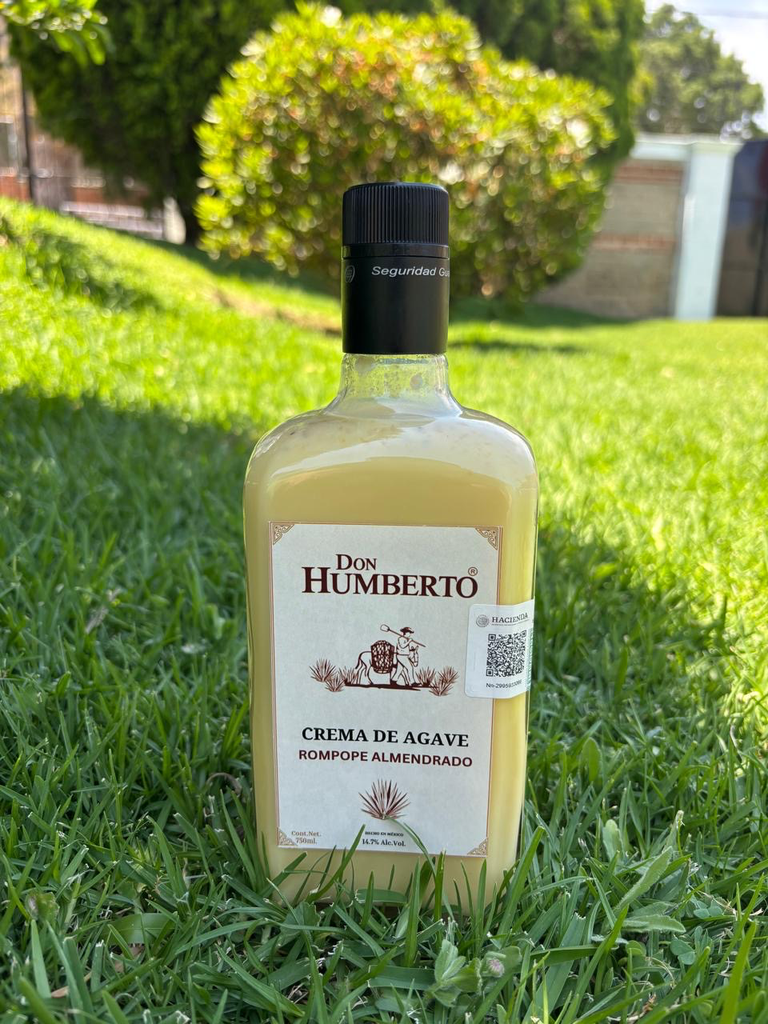 Seguridad
DON
HUMBERTO®
HACIENDA
CREMA DE AGAVE
ROMPOPE ALMENDRADO
Cont.Net.
750ml.
HECHO EN MÉXICO
14.7% Alc.Vol.